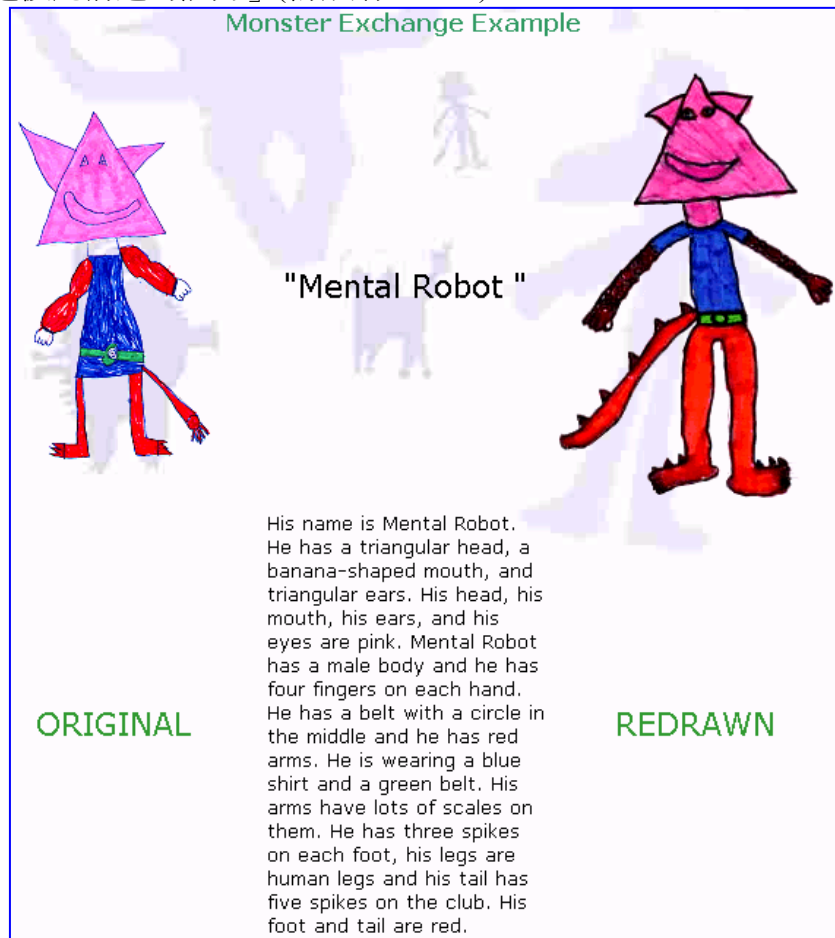 Monster Exchange Example
"Mental Robot "
His name is Mental Robot.
He has a triangular head, a
banana-shaped mouth, and
triangular ears. His head, his
mouth, his ears, and his
eyes are pink. Mental Robot
has a male body and he has
four fingers on each hand.
He has a belt with a circle in
the middle and he has red
arms. He is wearing a blue
shirt and a green belt. His
arms have lots of scales on
them. He has three spikes
on each foot, his legs are
human legs and his tail has
five spikes on the club. His
foot and tail are red.
ORIGINAL
REDRAWN